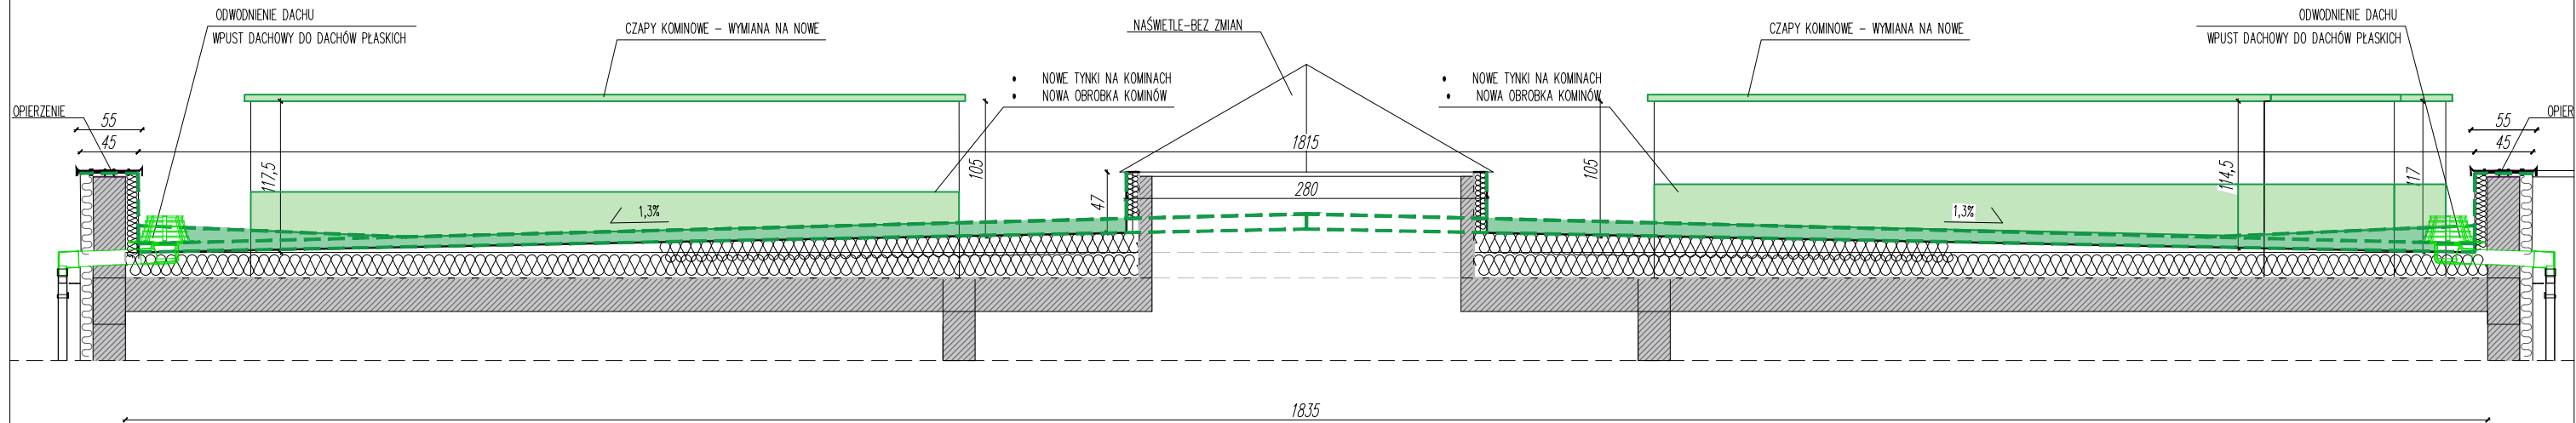 ODWODNIENIE DACHU
WPUST DACHOWY DO DACHÓW PŁASKICH
CZAPY KOMINOWE - WYMIANA NA NOWE
NAŚWIETLE-BEZ ZMIAN
CZAPY KOMINOWE - WYMIANA NA NOWE
ODWODNIENIE DACHU
WPUST DACHOWY DO DACHÓW PŁASKICH
• NOWE TYNKI NA KOMINACH
• NOWA OBROBKA KOMINÓW
• NOWE TYNKI NA KOMINACH
• NOWA OBROBKA KOMINÓW
OPIERZENIE
OPIER
55
45
1815
55
45
117,5
105
47
280
105
114,5
117
1,3%
1,3%
1835